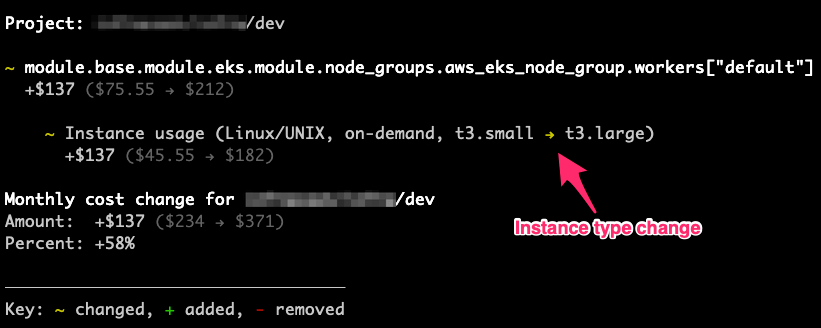 Project: /dev
~ module.base.module.eks.module.node_groups.aws_eks_node_group.workers["default"]
+$137 ($75.55 → $212)
~ Instance usage (Linux/UNIX, on-demand, t3.small → t3.large)
+$137 ($45.55 → $182)
Monthly cost change for /dev
Amount: +$137 ($234 → $371)
Percent: +58%
Instance type change
Key: ~ changed, + added, - removed